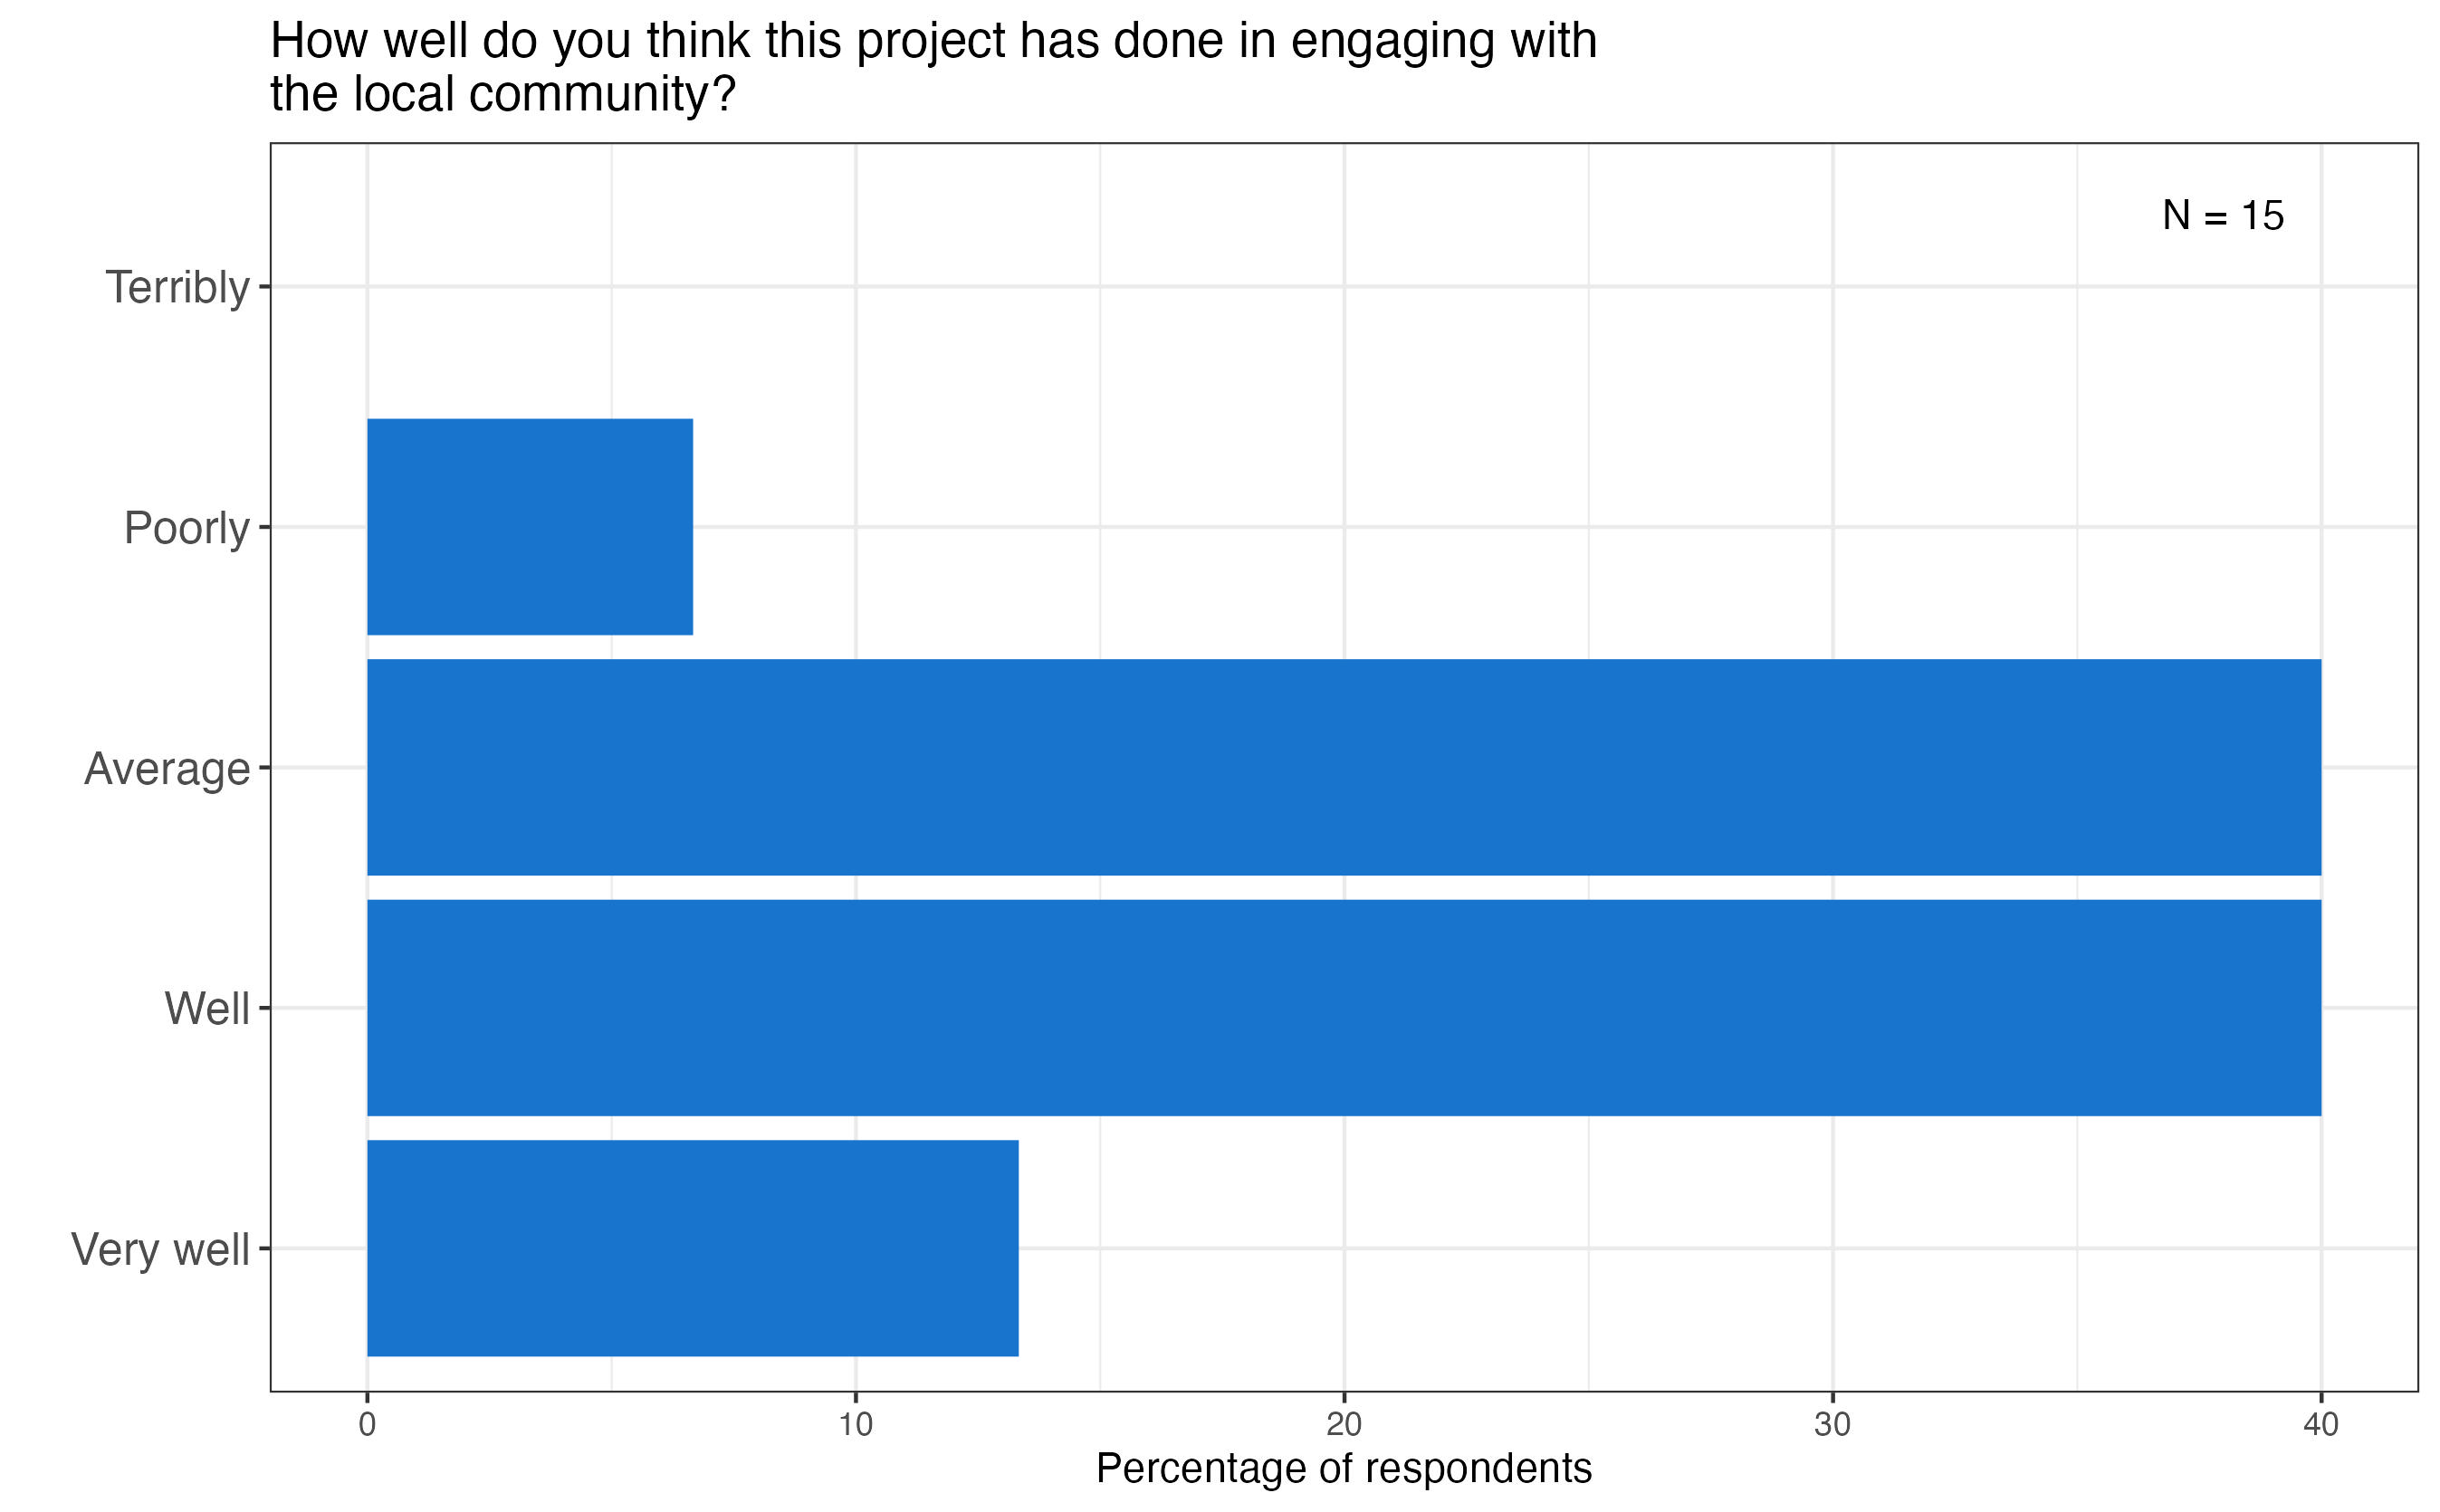 How well do you think this project has done in engaging with
the local community?
N = 15
Terribly
Poorly
Average
Well
Very well
0 10 20 30 40
Percentage of respondents